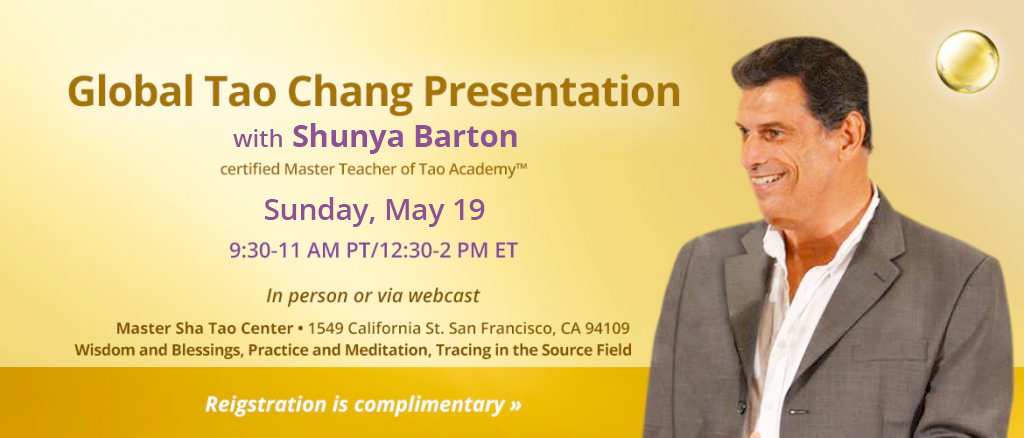 Global Tao Chang Presentation
with Shunya Barton
certified Master Teacher of Tao Academy™
Sunday, May 19
9:30-11 AM PT/12:30-2 PM ET
In person or via webcast
Master Sha Tao Center • 1549 California St. San Francisco, CA 94109
Wisdom and Blessings, Practice and Meditation, Tracing in the Source Field
Reigstration is complimentary »